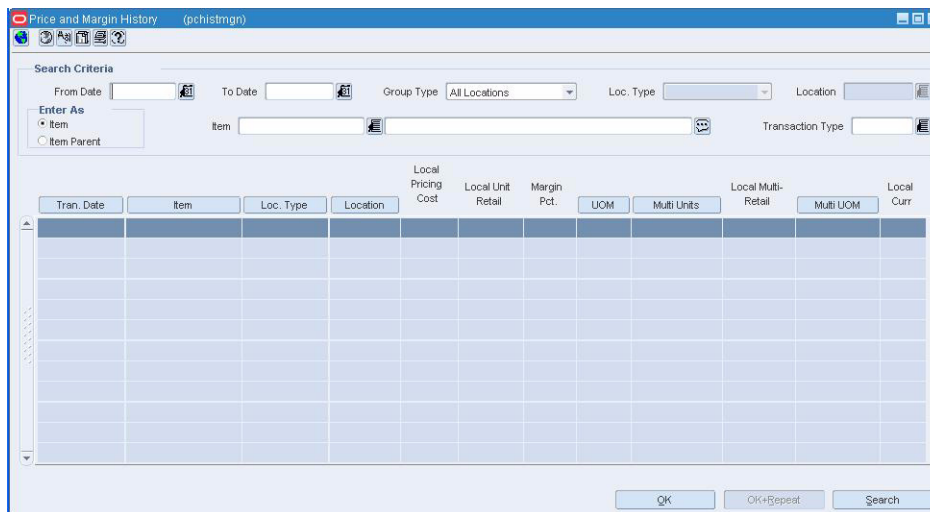 Price and Margin History (pchistmgn)
Search Criteria
From Date To Date Group Type All Locations Loc. Type Location
Enter As
Item
Item Parent
Item Transaction Type
Tran. Date Item Loc. Type Location Local Pricing Cost Local Unit Retail Margin Pct. UOM Multi Units Local Multi-Retail Multi UOM Local Curr
OK OK+Repeat Search